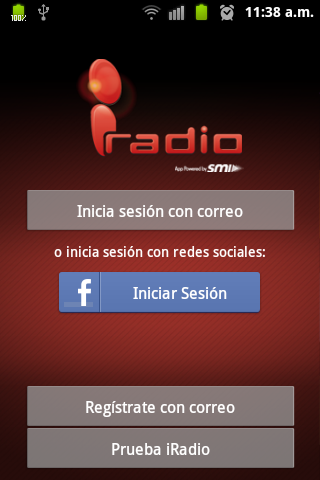 100%
11:38 a.m.
iradio
App Powered by SMI
Inicia sesión con correo
o inicia sesión con redes sociales:
f
Iniciar Sesión
Regístrate con correo
Prueba iRadio